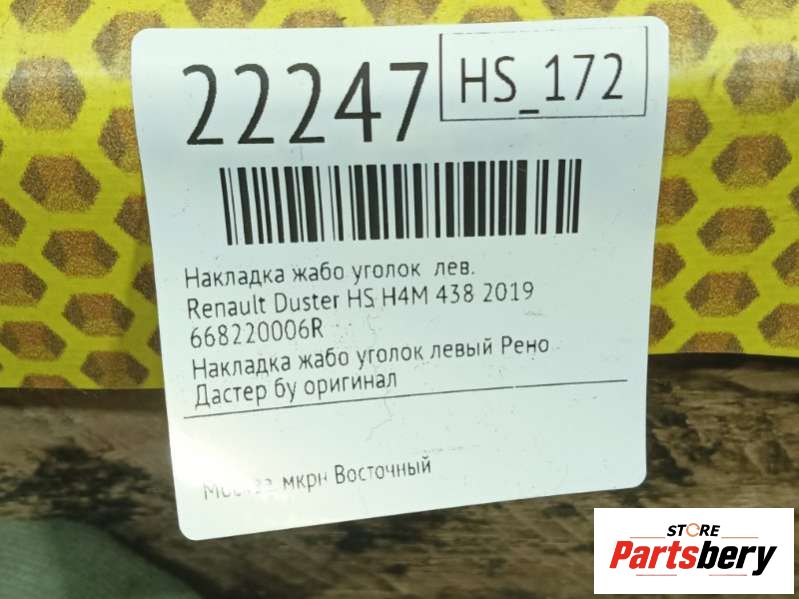 22247
HS_172
Накладка жабо уголок лев.
Renault Duster HS H4M 438 2019
668220006R
Накладка жабо уголок левый Рено
Дастер бу оригинал
Москва, мкрн Восточный
STORE
Partsbery